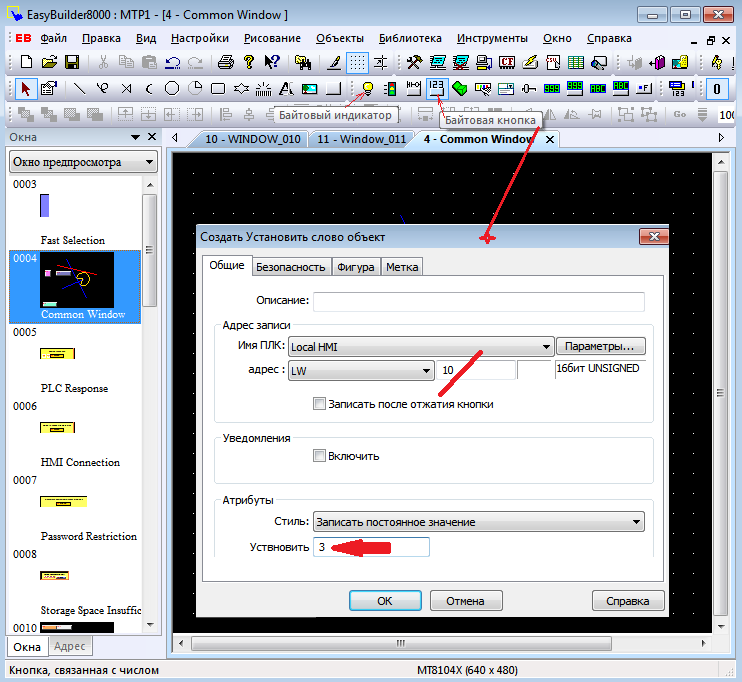 EasyBuilder8000 : MTP1 - [4 - Common Window ]
EB Файл Правка Вид Настройки Рисование Объекты Библиотека Инструменты Окно Справка
Байтовый индикатор
Байтовая кнопка
Go
100
Окна
10 - WINDOW_010
11 - Window_011
4 - Common Window
Окно предпросмотра
0003
Fast Selection
0004
Common Window
0005
PLC Response
0006
HMI Connection
0007
Password Restriction
0008
Storage Space Insuffic
0010
Окна Адрес
Создать Установить слово объект
Общие Безопасность Фигура Метка
Описание:
Адрес записи
Имя ПЛК: Local HMI Параметры...
адрес : LW 10 16бит UNSIGNED
Записать после отжатия кнопки
Уведомления
Включить
Атрибуты
Стиль: Записать постоянное значение
Уствновить 3
OK Отмена Справка
Кнопка, связанная с числом MT8104X (640 x 480)